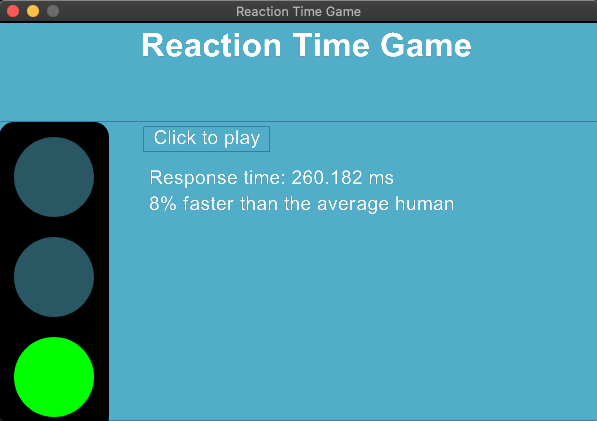 Reaction Time Game
Reaction Time Game
Click to play
Response time: 260.182 ms
8% faster than the average human